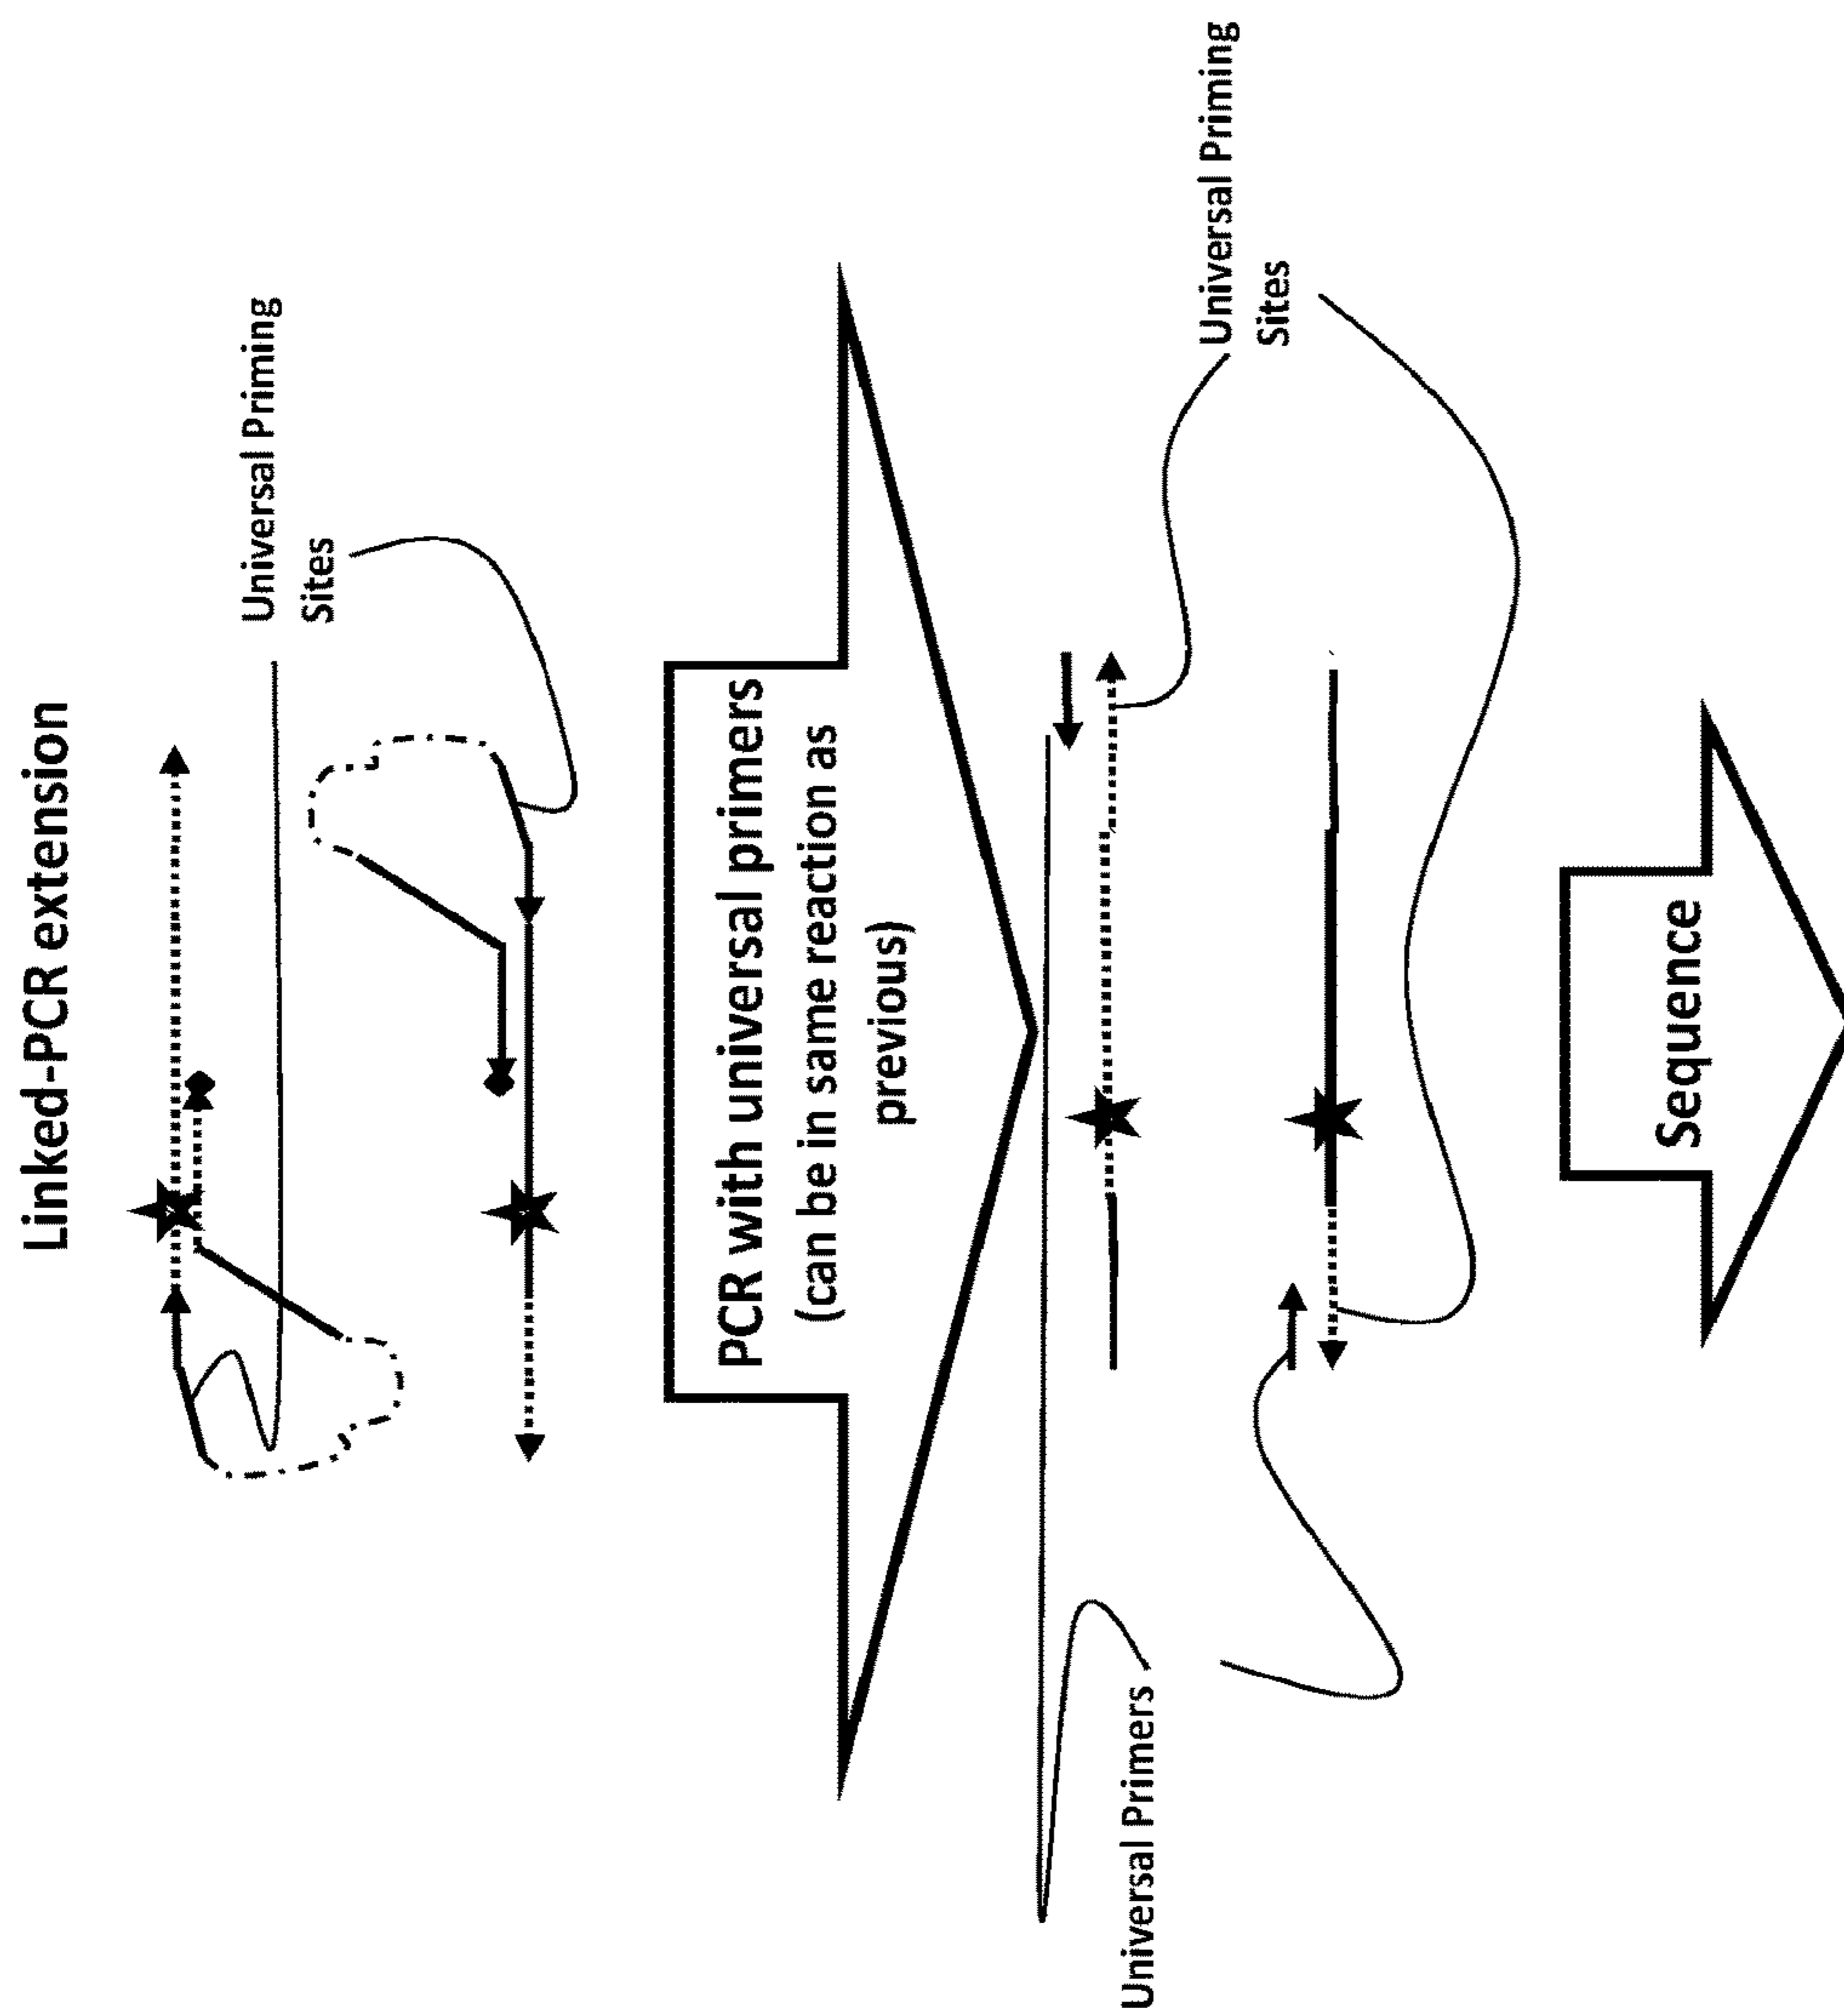 Linked-PCR extension
Universal Priming
Sites
PCR with universal primers
(can be in same reaction as
previous)
Universal Priming
Sites
Universal Primers
Sequence